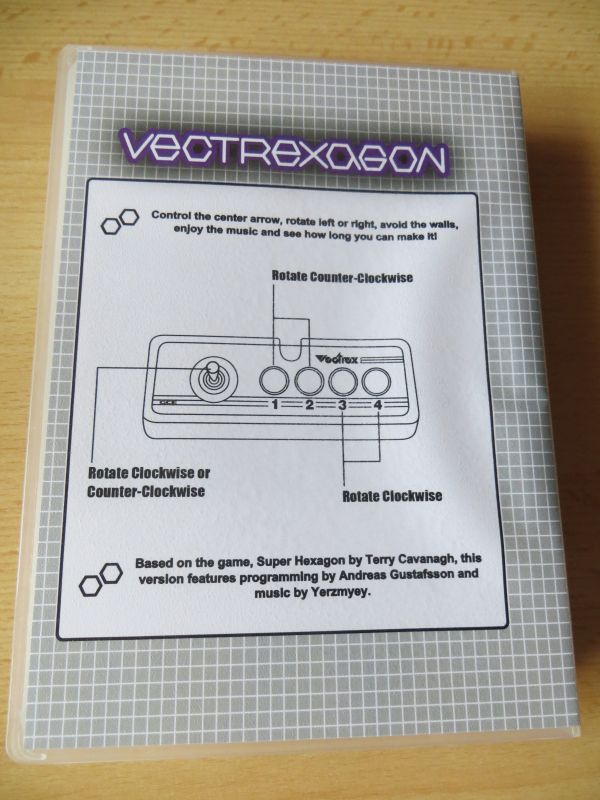 VECTREXAGON
Control the center arrow, rotate left or right, avoid the walls,
enjoy the music and see how long you can make it!
Rotate Counter-Clockwise
Vectrex
GCE
1 2 3 4
Rotate Clockwise or
Counter-Clockwise
Rotate Clockwise
Based on the game, Super Hexagon by Terry Cavanagh, this
version features programming by Andreas Gustafsson and
music by Yerzmyey.